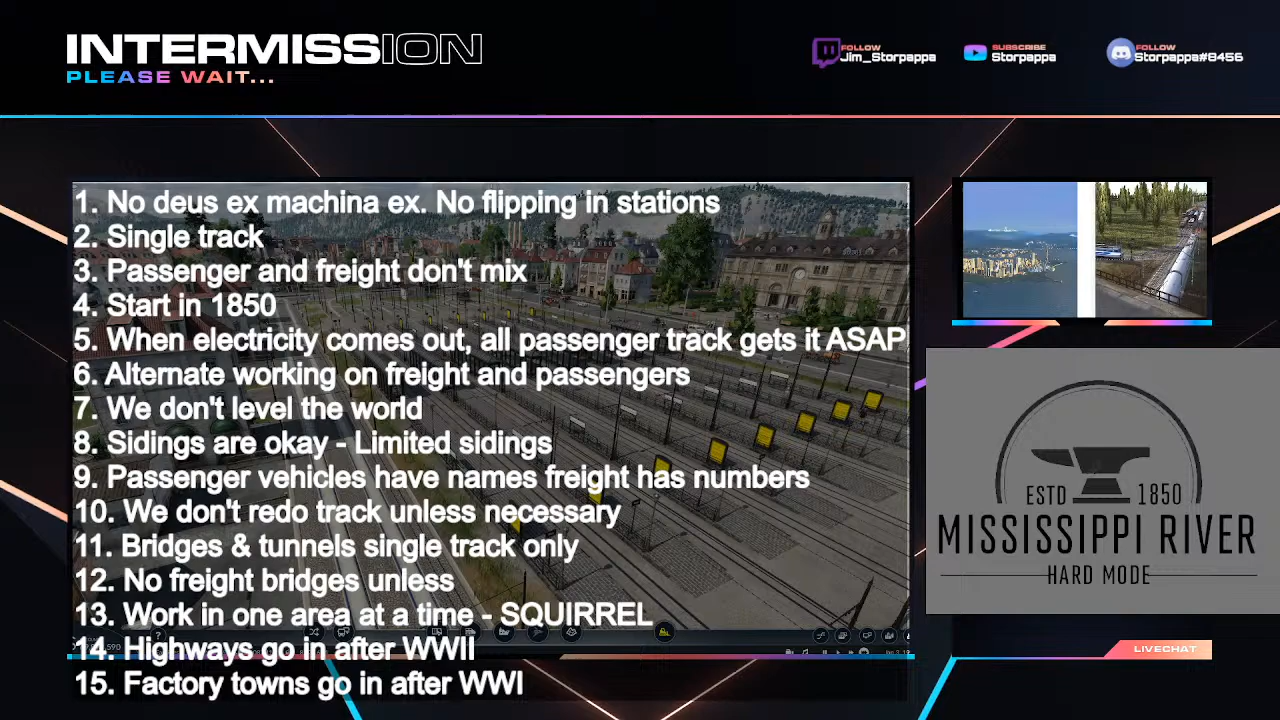 INTERMISSION
PLEASE WAIT...
FOLLOW
Jim_Storpappa
SUBSCRIBE
Storpappa
FOLLOW
Storpappa#8456
1. No deus ex machina ex. No flipping in stations
2. Single track
3. Passenger and freight don't mix
4. Start in 1850
5. When electricity comes out, all passenger track gets it ASAP
6. Alternate working on freight and passengers
7. We don't level the world
8. Sidings are okay - Limited sidings
9. Passenger vehicles have names freight has numbers
10. We don't redo track unless necessary
11. Bridges & tunnels single track only
12. No freight bridges unless
13. Work in one area at a time - SQUIRREL
14. Highways go in after WWII
15. Factory towns go in after WWI
ESTD 1850
MISSISSIPPI RIVER
HARD MODE
LIVECHAT